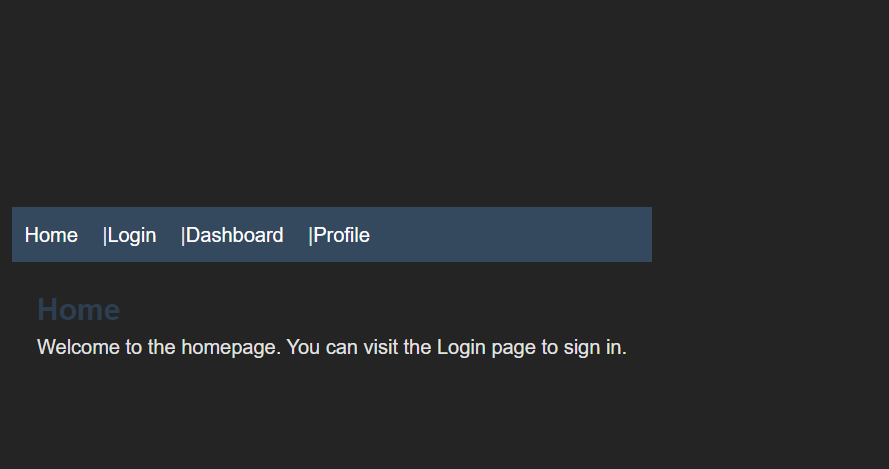 Home |Login |Dashboard |Profile
Home
Welcome to the homepage. You can visit the Login page to sign in.